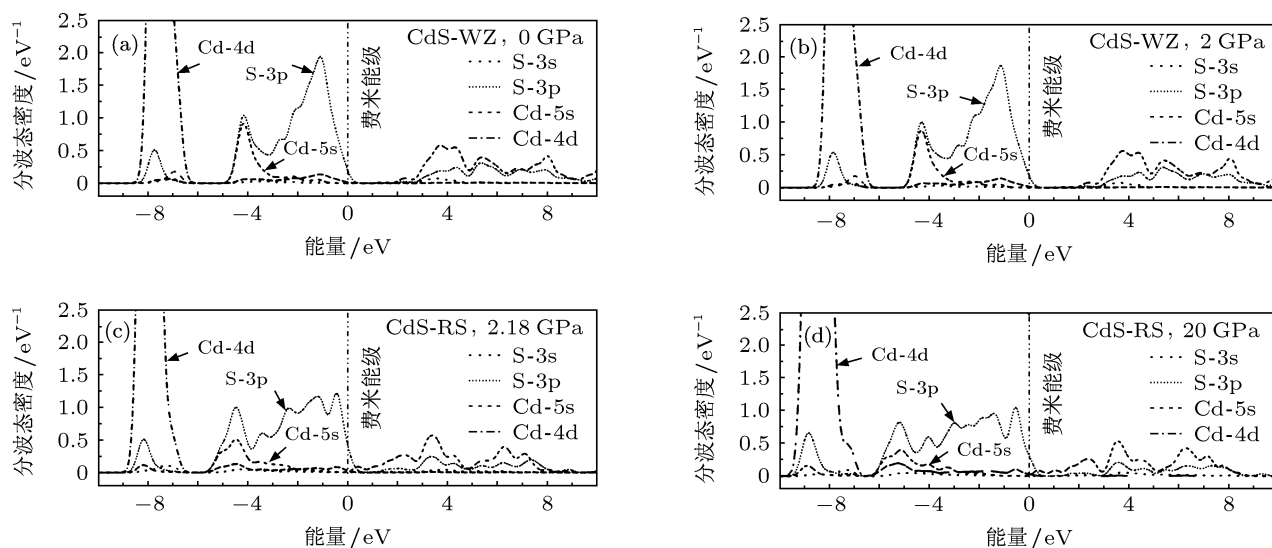 (a)
CdS-WZ, 0 GPa
Cd-4d
S-3p
Cd-5s
费米能级
S-3s
S-3p
Cd-5s
Cd-4d
分波态密度/eV⁻¹
2.5
2.0
1.5
1.0
0.5
0
−8
−4
0
4
8
能量/eV
(b)
CdS-WZ, 2 GPa
Cd-4d
S-3p
Cd-5s
费米能级
S-3s
S-3p
Cd-5s
Cd-4d
分波态密度/eV⁻¹
2.5
2.0
1.5
1.0
0.5
0
−8
−4
0
4
8
能量/eV
(c)
CdS-RS, 2.18 GPa
Cd-4d
S-3p
Cd-5s
费米能级
S-3s
S-3p
Cd-5s
Cd-4d
分波态密度/eV⁻¹
2.5
2.0
1.5
1.0
0.5
0
−8
−4
0
4
8
能量/eV
(d)
CdS-RS, 20 GPa
Cd-4d
S-3p
Cd-5s
费米能级
S-3s
S-3p
Cd-5s
Cd-4d
分波态密度/eV⁻¹
2.5
2.0
1.5
1.0
0.5
0
−8
−4
0
4
8
能量/eV